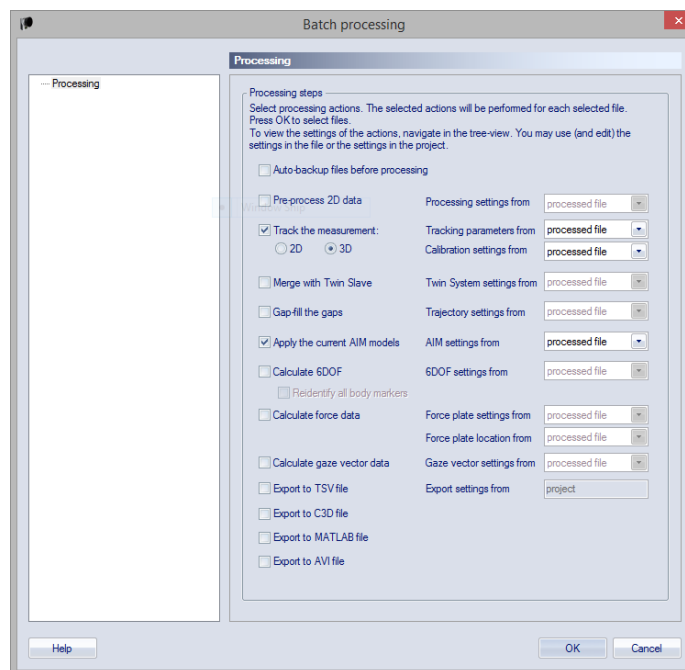 Batch processing
Processing
Processing
Processing steps
Select processing actions. The selected actions will be performed for each selected file.
Press OK to select files.
To view the settings of the actions, navigate in the tree-view. You may use (and edit) the
settings in the file or the settings in the project.
Auto-backup files before processing
Pre-process 2D data Processing settings from processed file
Track the measurement: Tracking parameters from processed file
2D 3D Calibration settings from processed file
Merge with Twin Slave Twin System settings from processed file
Gap-fill the gaps Trajectory settings from processed file
Apply the current AIM models AIM settings from processed file
Calculate 6DOF 6DOF settings from processed file
Reidentify all body markers
Calculate force data Force plate settings from processed file
Force plate location from processed file
Calculate gaze vector data Gaze vector settings from processed file
Export to TSV file Export settings from project
Export to C3D file
Export to MATLAB file
Export to AVI file
Help OK Cancel